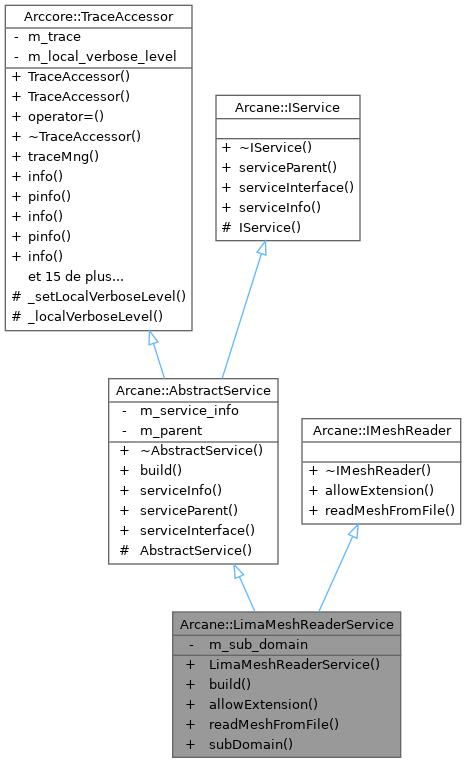 Arccore::TraceAccessor
- m_trace
- m_local_verbose_level
+ TraceAccessor()
+ TraceAccessor()
+ operator=()
+ ~TraceAccessor()
+ traceMng()
+ info()
+ pinfo()
+ info()
+ pinfo()
+ info()
et 15 de plus...
# _setLocalVerboseLevel()
# _localVerboseLevel()
Arcane::IService
+ ~IService()
+ serviceParent()
+ serviceInterface()
+ serviceInfo()
# IService()
Arcane::AbstractService
- m_service_info
- m_parent
+ ~AbstractService()
+ build()
+ serviceInfo()
+ serviceParent()
+ serviceInterface()
# AbstractService()
Arcane::IMeshReader
+ ~IMeshReader()
+ allowExtension()
+ readMeshFromFile()
Arcane::LimaMeshReaderService
- m_sub_domain
+ LimaMeshReaderService()
+ build()
+ allowExtension()
+ readMeshFromFile()
+ subDomain()